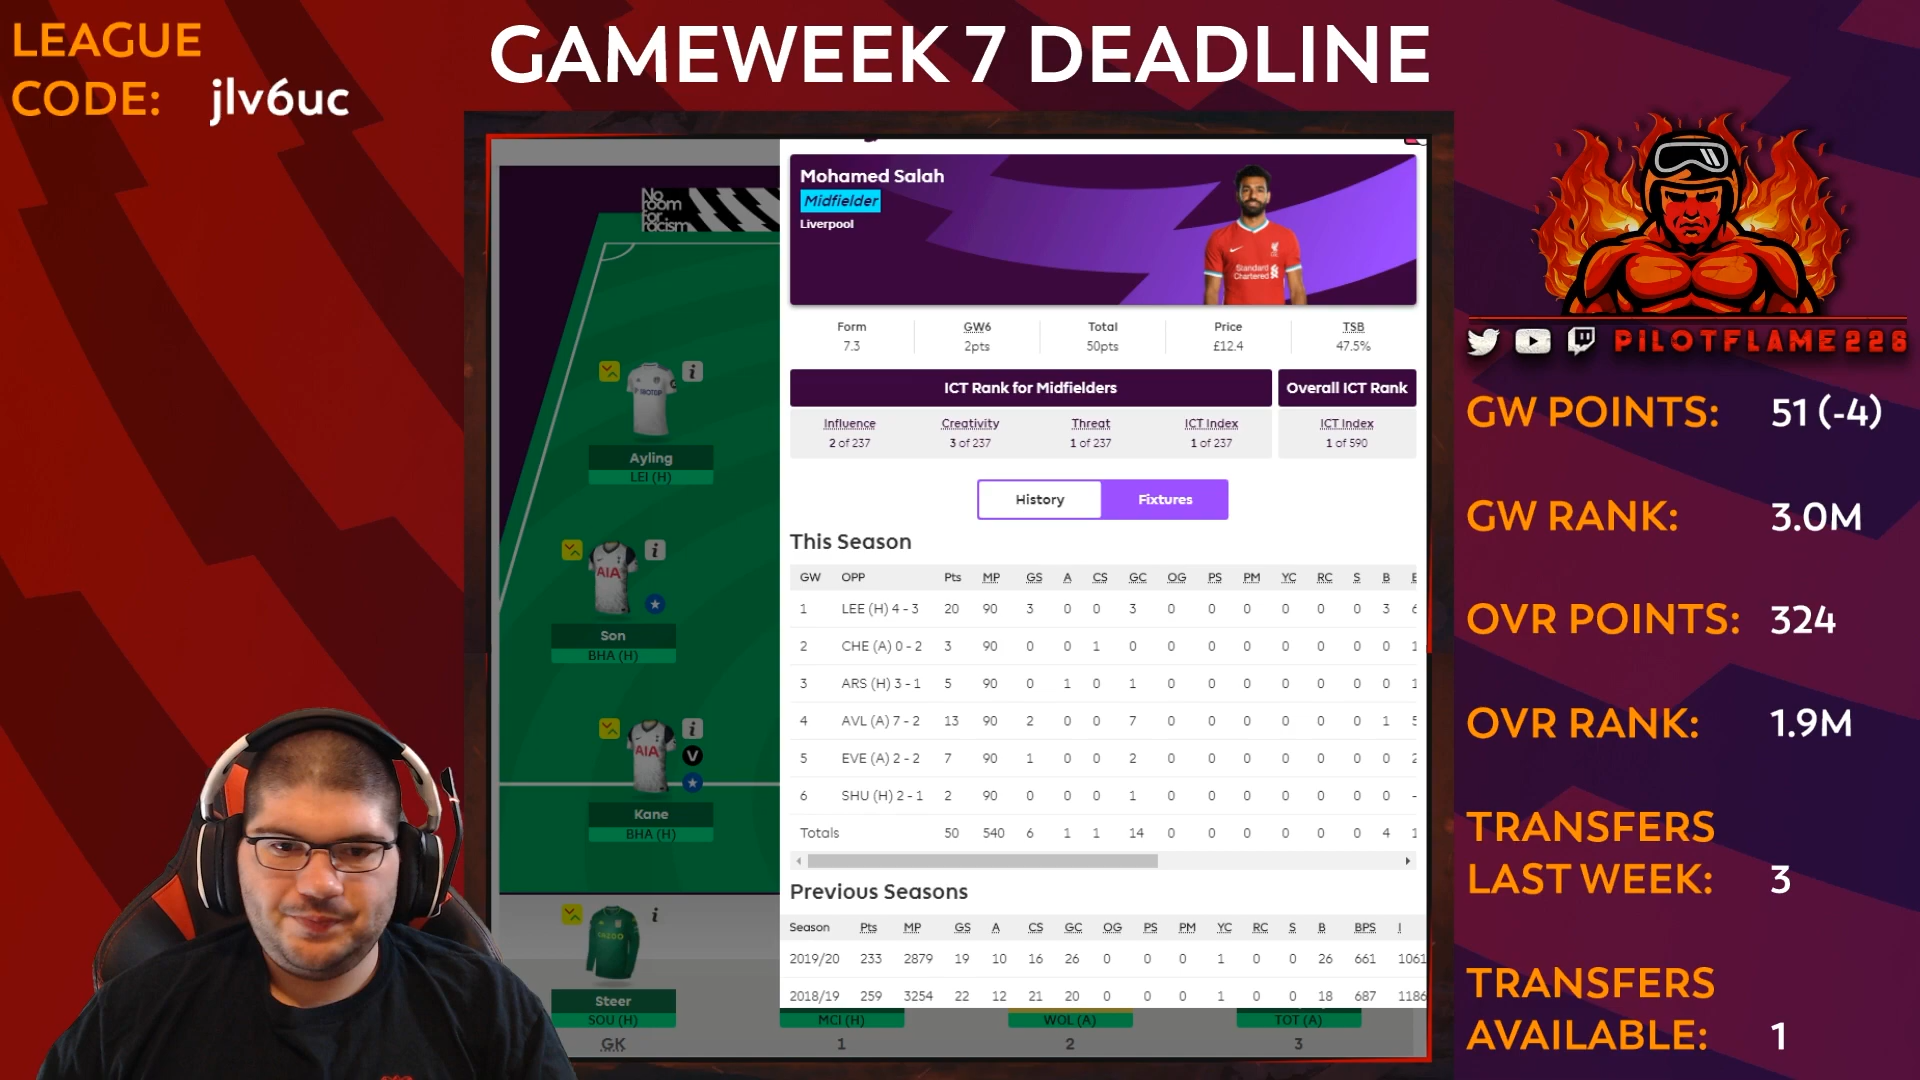 LEAGUE
CODE: jlv6uc
GAMEWEEK 7 DEADLINE
No
room
for
racism
Ayling
LEI (H)
AIA
Son
BHA (H)
AIA
V
Kane
BHA (H)
Steer
SOU (H)
GK
MCI (H)
1
WOL (A)
2
TOT (A)
3
Mohamed Salah
Midfielder
Liverpool
Standard
Chartered
Form GW6 Total Price TSB
7.3 2pts 50pts £12.4 47.5%
ICT Rank for Midfielders Overall ICT Rank
Influence Creativity Threat ICT Index ICT Index
2 of 237 3 of 237 1 of 237 1 of 237 1 of 590
History Fixtures
This Season
GW OPP Pts MP GS A CS GC OG PS PM YC RC S B
1 LEE (H) 4 - 3 20 90 3 0 0 3 0 0 0 0 0 0 3
2 CHE (A) 0 - 2 3 90 0 0 1 0 0 0 0 0 0 0 0
3 ARS (H) 3 - 1 5 90 0 1 0 1 0 0 0 0 0 0 0
4 AVL (A) 7 - 2 13 90 2 0 0 7 0 0 0 0 0 0 1
5 EVE (A) 2 - 2 7 90 1 0 0 2 0 0 0 0 0 0 0
6 SHU (H) 2 - 1 2 90 0 0 0 1 0 0 0 0 0 0 0
Totals 50 540 6 1 1 14 0 0 0 0 0 0 4
Previous Seasons
Season Pts MP GS A CS GC OG PS PM YC RC S B BPS I
2019/20 233 2879 19 10 16 26 0 0 0 1 0 0 26 661 1061
2018/19 259 3254 22 12 21 20 0 0 0 1 0 0 18 687 1186
PILOTFLAME226
GW POINTS: 51 (-4)
GW RANK: 3.0M
OVR POINTS: 324
OVR RANK: 1.9M
TRANSFERS
LAST WEEK: 3
TRANSFERS
AVAILABLE: 1